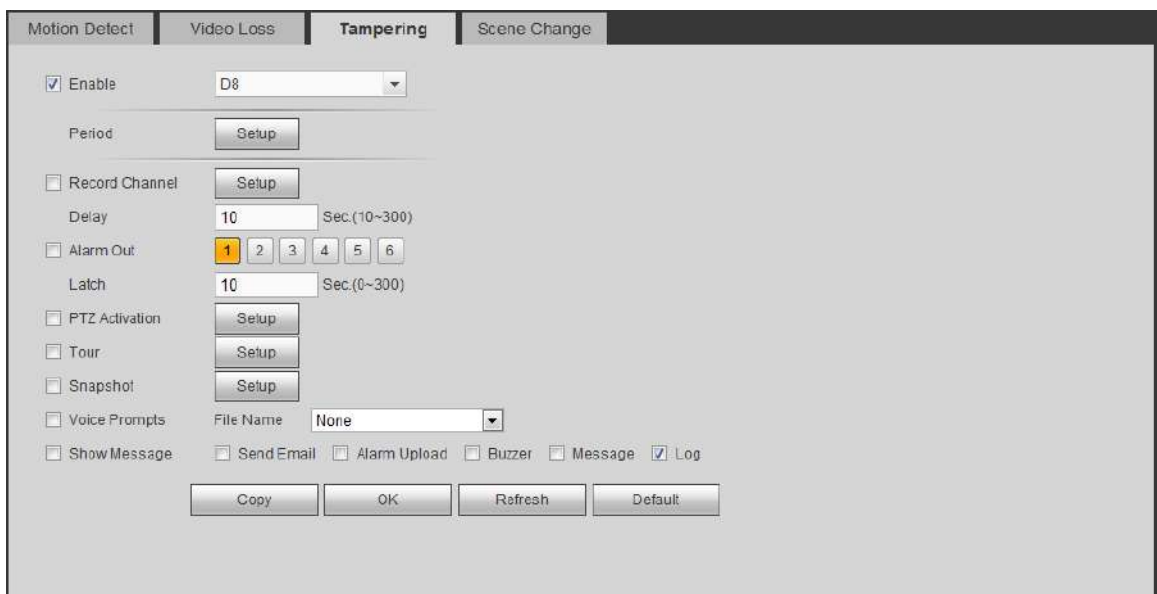 Motion Detect Video Loss Tampering Scene Change
Enable D8
Period Setup
Record Channel Setup
Delay 10 Sec.(10~300)
Alarm Out 1 2 3 4 5 6
Latch 10 Sec.(0~300)
PTZ Activation Setup
Tour Setup
Snapshot Setup
Voice Prompts File Name None
Show Message Send Email Alarm Upload Buzzer Message Log
Copy OK Refresh Default